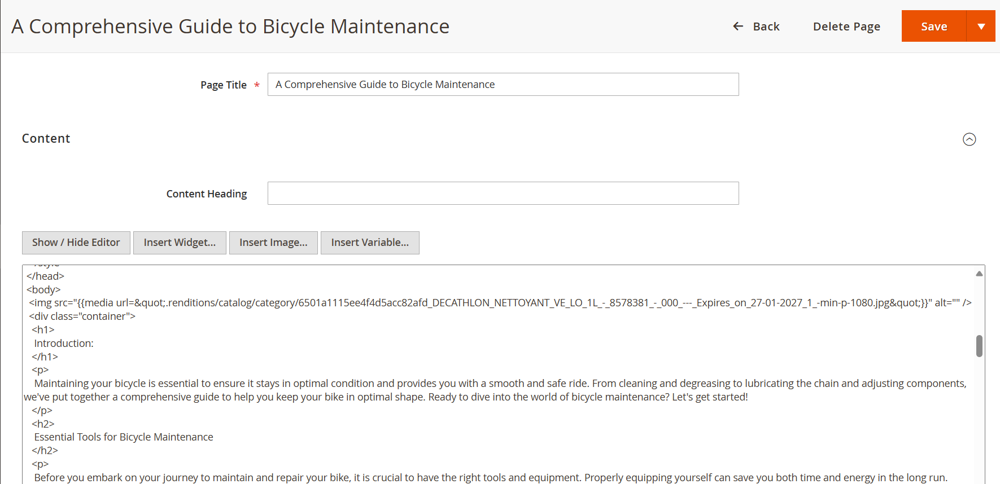 A Comprehensive Guide to Bicycle Maintenance
Back
Delete Page
Save
Page Title *
A Comprehensive Guide to Bicycle Maintenance
Content
Content Heading
Show / Hide Editor
Insert Widget...
Insert Image...
Insert Variable...
</head>
<body>
<img src="{{media url=&quot;.renditions/catalog/category/6501a1115ee4f4d5acc82afd_DECATHLON_NETTOYANT_VE_LO_1L_-_8578381_-_000_---_Expires_on_27-01-2027_1_-min-p-1080.jpg&quot;}}" alt="" />
<div class="container">
<h1>
Introduction:
</h1>
<p>
Maintaining your bicycle is essential to ensure it stays in optimal condition and provides you with a smooth and safe ride. From cleaning and degreasing to lubricating the chain and adjusting components,
we've put together a comprehensive guide to help you keep your bike in optimal shape. Ready to dive into the world of bicycle maintenance? Let's get started!
</p>
<h2>
Essential Tools for Bicycle Maintenance
</h2>
<p>
Before you embark on your journey to maintain and repair your bike, it is crucial to have the right tools and equipment. Properly equipping yourself can save you both time and energy in the long run.